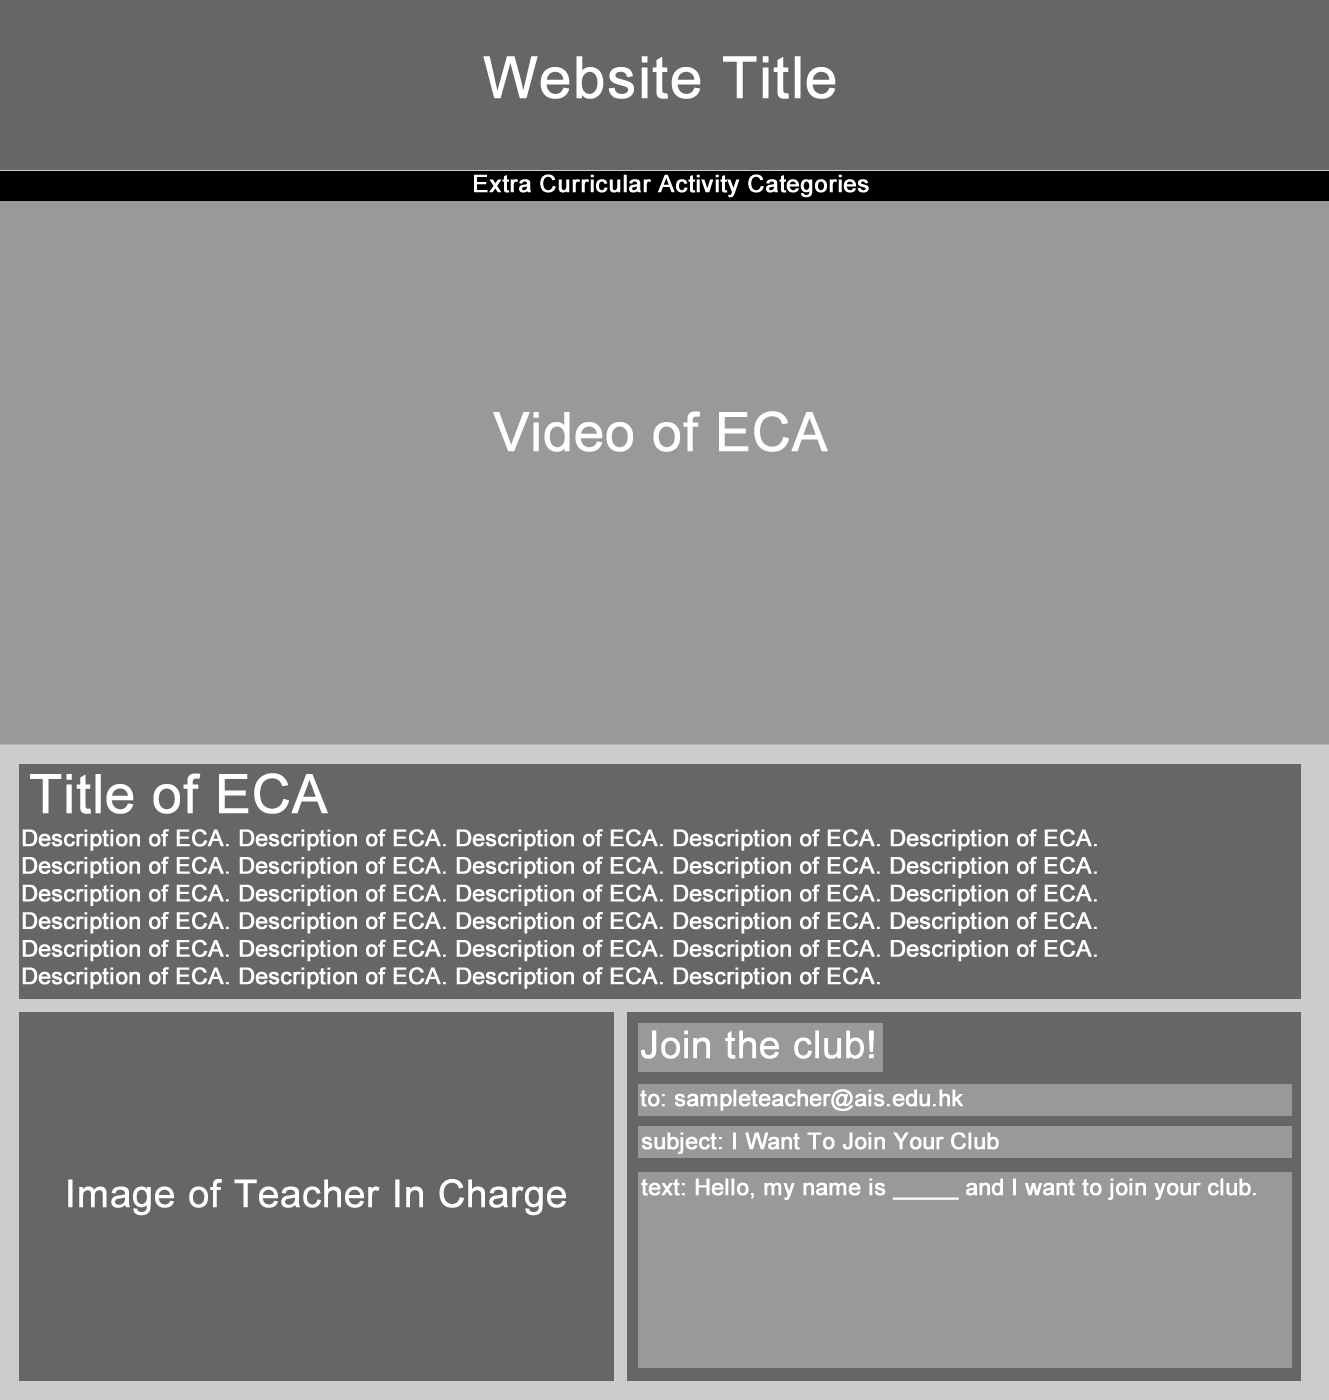 Website Title
Extra Curricular Activity Categories
Video of ECA
Title of ECA
Description of ECA. Description of ECA. Description of ECA. Description of ECA. Description of ECA.
Description of ECA. Description of ECA. Description of ECA. Description of ECA. Description of ECA.
Description of ECA. Description of ECA. Description of ECA. Description of ECA. Description of ECA.
Description of ECA. Description of ECA. Description of ECA. Description of ECA. Description of ECA.
Description of ECA. Description of ECA. Description of ECA. Description of ECA. Description of ECA.
Description of ECA. Description of ECA. Description of ECA. Description of ECA.
Image of Teacher In Charge
Join the club!
to: sampleteacher@ais.edu.hk
subject: I Want To Join Your Club
text: Hello, my name is _____ and I want to join your club.